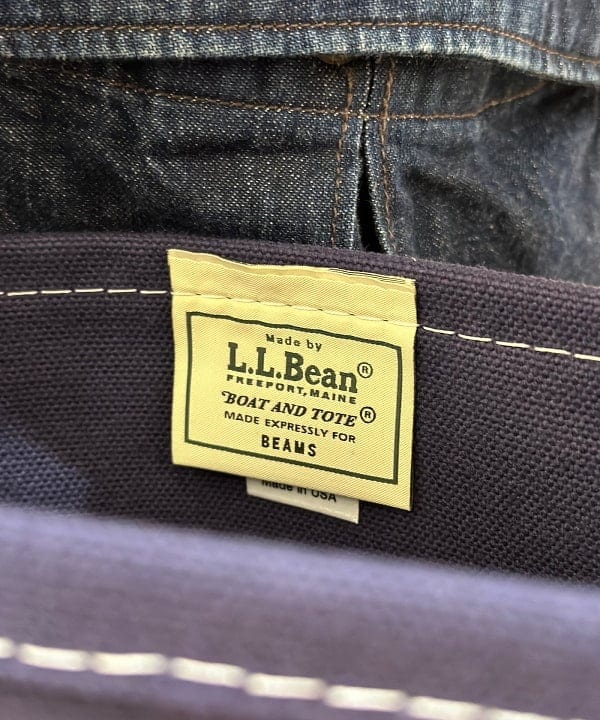 Made by
L.L.Bean®
FREEPORT, MAINE
BOAT AND TOTE®
MADE EXPRESSLY FOR
BEAMS
Made in USA